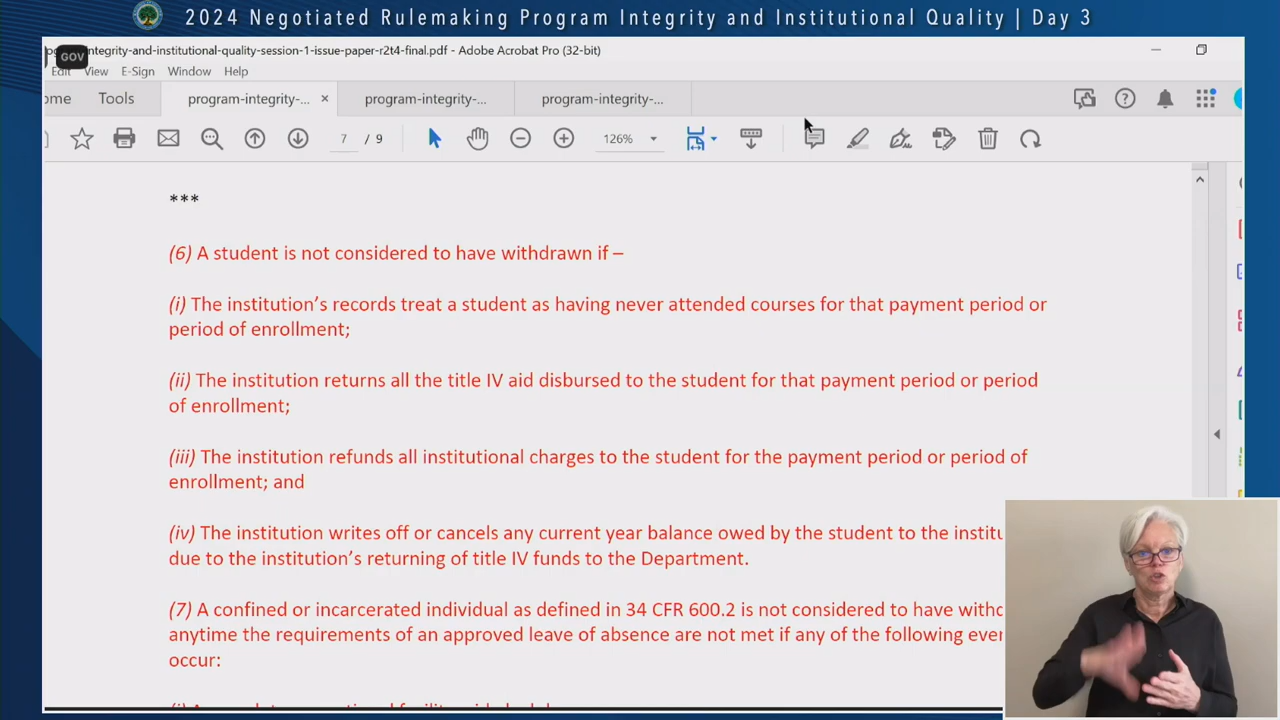 2024 Negotiated Rulemaking Program Integrity and Institutional Quality | Day 3
GOV
ntegrity-and-institutional-quality-session-1-issue-paper-r2t4-final.pdf - Adobe Acrobat Pro (32-bit)
Edit View E-Sign Window Help
ome Tools program-integrity-... × program-integrity-... program-integrity-...
7 / 9 126%
***
(6) A student is not considered to have withdrawn if –
(i) The institution's records treat a student as having never attended courses for that payment period or
period of enrollment;
(ii) The institution returns all the title IV aid disbursed to the student for that payment period or period
of enrollment;
(iii) The institution refunds all institutional charges to the student for the payment period or period of
enrollment; and
(iv) The institution writes off or cancels any current year balance owed by the student to the institu
due to the institution's returning of title IV funds to the Department.
(7) A confined or incarcerated individual as defined in 34 CFR 600.2 is not considered to have withd
anytime the requirements of an approved leave of absence are not met if any of the following even
occur: